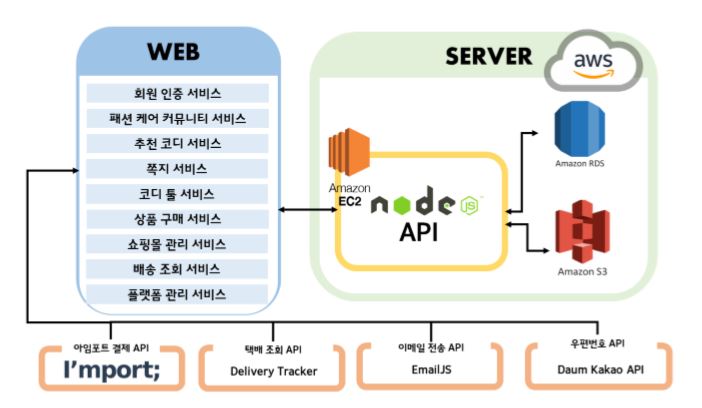 WEB
회원 인증 서비스
패션 케어 커뮤니티 서비스
추천 코디 서비스
쪽지 서비스
코디 툴 서비스
상품 구매 서비스
쇼핑몰 관리 서비스
배송 조회 서비스
플랫폼 관리 서비스
SERVER
aws
Amazon
EC2
node
JS
API
Amazon RDS
Amazon S3
아임포트 결제 API
I'mport;
택배 조회 API
Delivery Tracker
이메일 전송 API
EmailJS
우편번호 API
Daum Kakao API